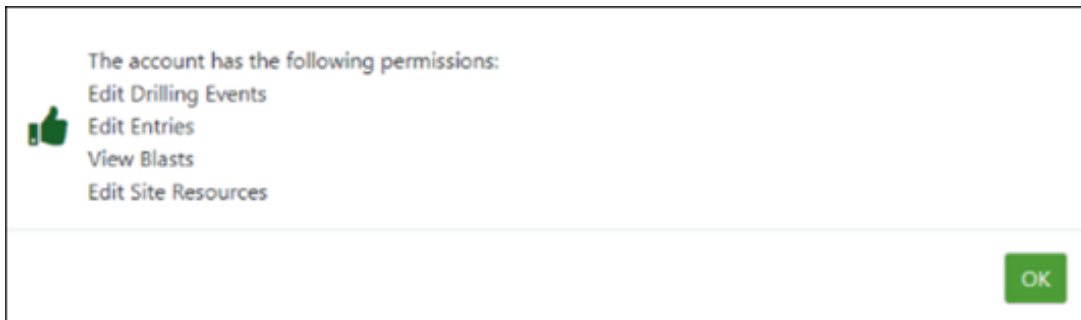 The account has the following permissions:
Edit Drilling Events
Edit Entries
View Blasts
Edit Site Resources
OK